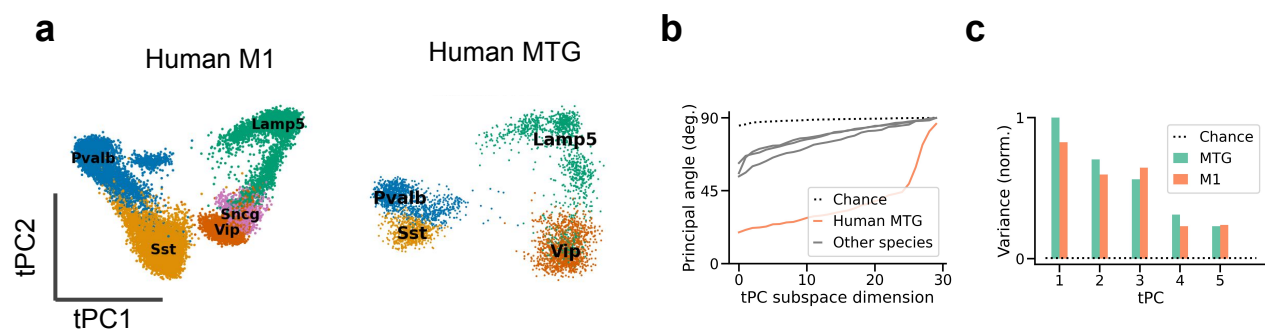 a
Human M1
Human MTG
Lamp5
Pvalb
Sncg
Vip
Sst
tPC2
tPC1
Lamp5
Pvalb
Sst
Vip
b
Principal angle (deg.)
90
45
0
Chance
Human MTG
Other species
0 10 20 30
tPC subspace dimension
c
Variance (norm.)
1
0
Chance
MTG
M1
1 2 3 4 5
tPC